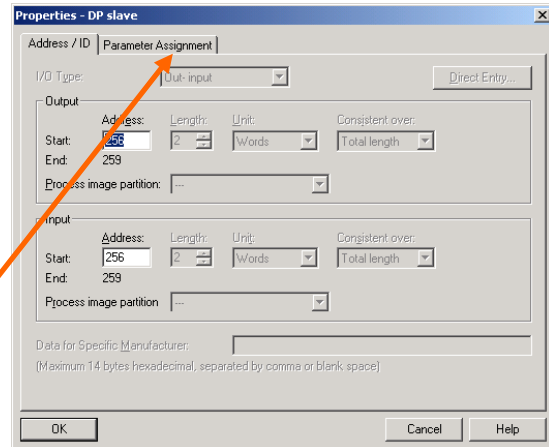 Properties - DP slave
Address / ID
Parameter Assignment
I/O Type:
Out- input
Direct Entry...
Output
Address:
Length:
Unit:
Consistent over:
Start:
256
2
Words
Total length
End:
259
Process image partition:
---
Input
Address:
Length:
Unit:
Consistent over:
Start:
256
2
Words
Total length
End:
259
Process image partition
---
Data for Specific Manufacturer:
(Maximum 14 bytes hexadecimal, separated by comma or blank space)
OK
Cancel
Help